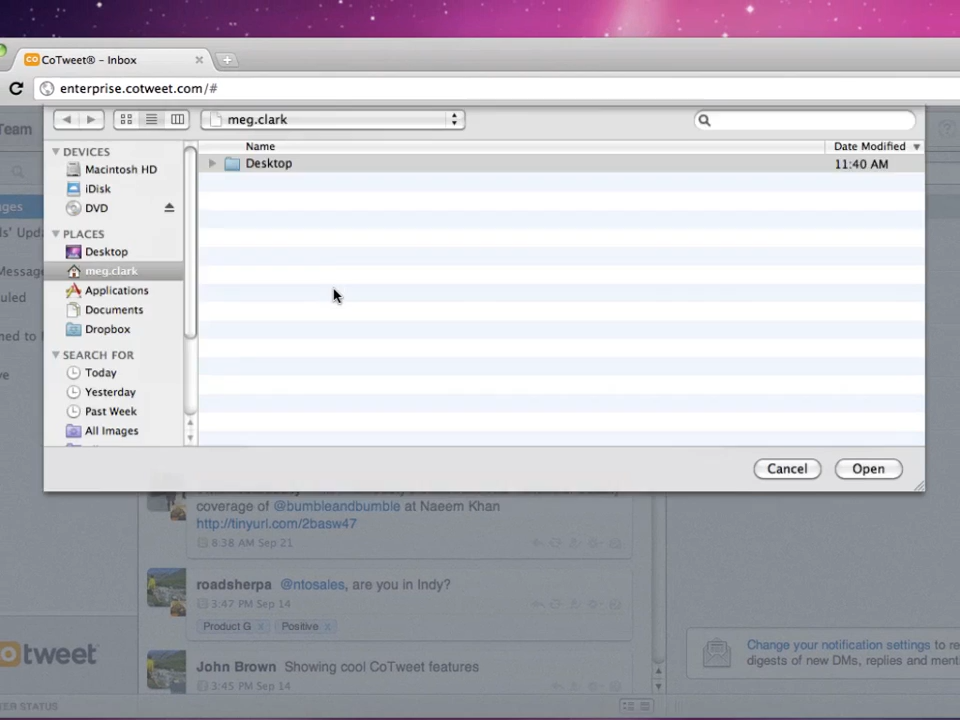 CoTweet® – Inbox
enterprise.cotweet.com/#
Team
meg.clark
Name
Date Modified
DEVICES
Desktop
11:40 AM
Macintosh HD
iDisk
DVD
PLACES
Desktop
meg.clark
Applications
Documents
Dropbox
SEARCH FOR
Today
Yesterday
Past Week
All Images
Cancel
Open
coverage of @bumbleandbumble at Naeem Khan
http://tinyurl.com/2basw47
8:38 AM Sep 21
roadsherpa @ntosales, are you in Indy?
3:47 PM Sep 14
Product G x Positive x
John Brown Showing cool CoTweet features
3:45 PM Sep 14
cotweet
Change your notification settings to re
digests of new DMs, replies and menti
ER STATUS